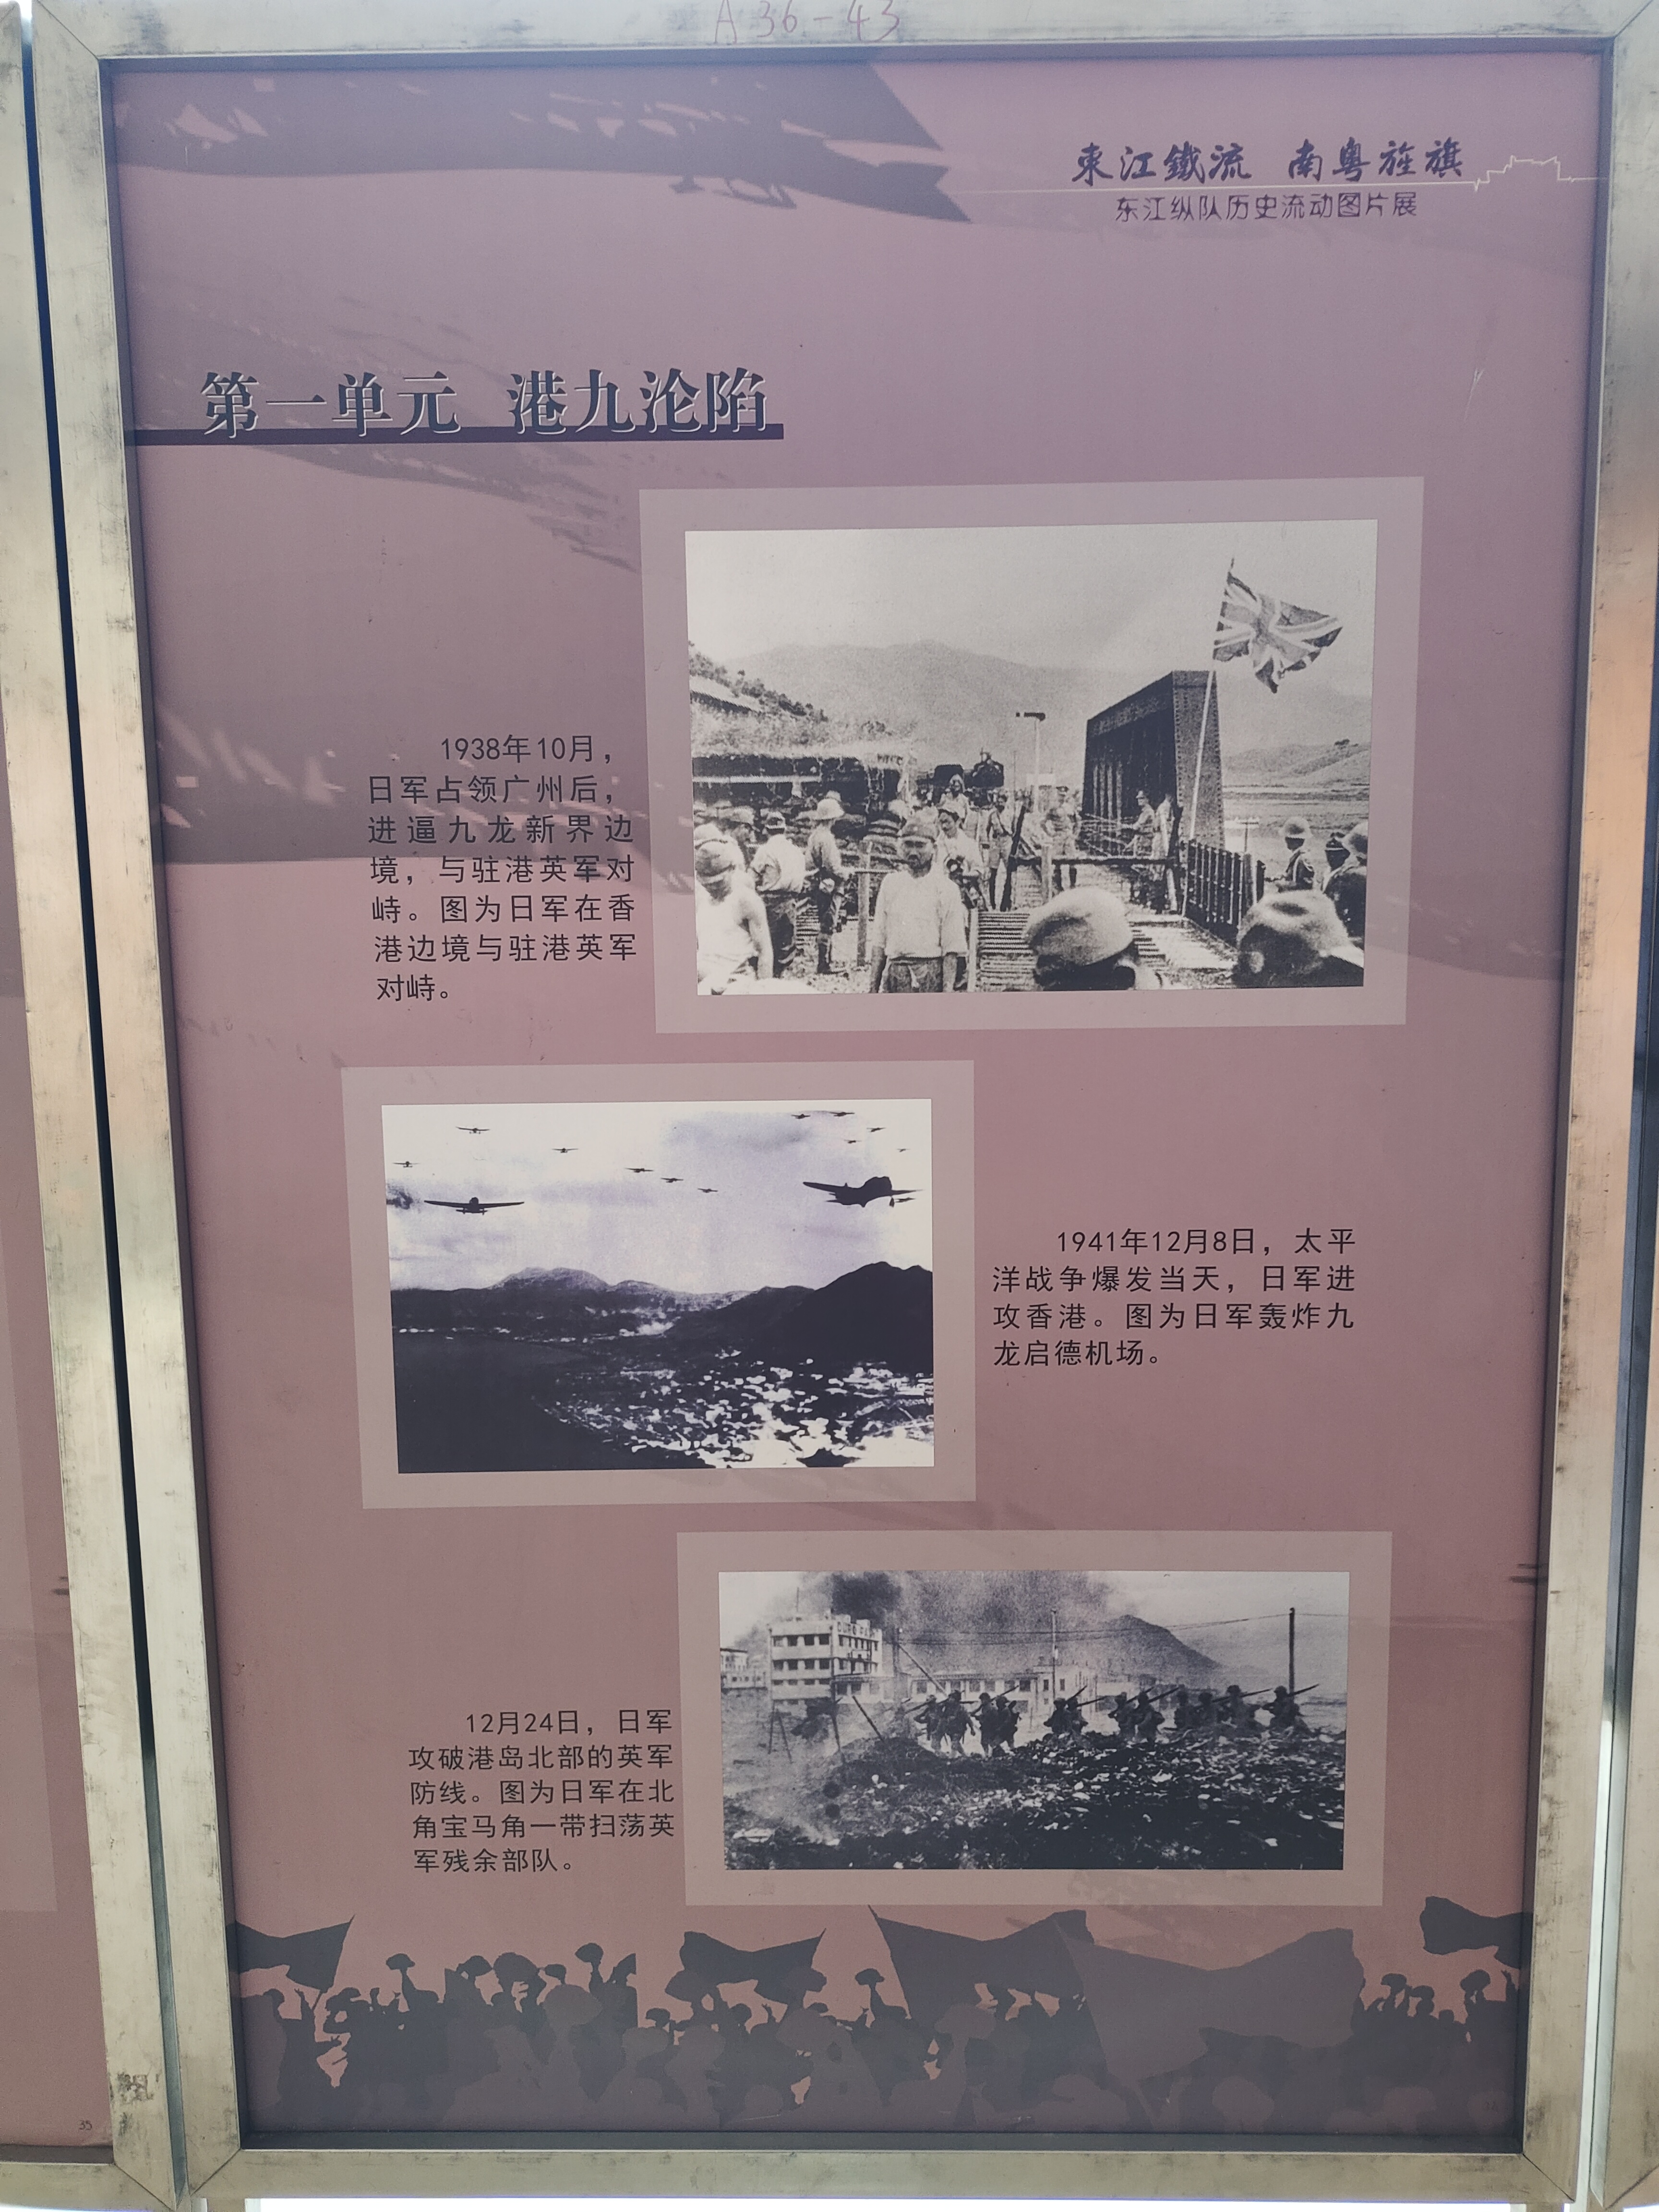 A36-43
東江鐵流 南粤旌旗
东江纵队历史流动图片展
第一单元 港九沦陷
1938年10月，
日军占领广州后，
进逼九龙新界边
境，与驻港英军对
峙。图为日军在香
港边境与驻港英军
对峙。
1941年12月8日，太平
洋战争爆发当天，日军进
攻香港。图为日军轰炸九
龙启德机场。
12月24日，日军
攻破港岛北部的英军
防线。图为日军在北
角宝马角一带扫荡英
军残余部队。
35